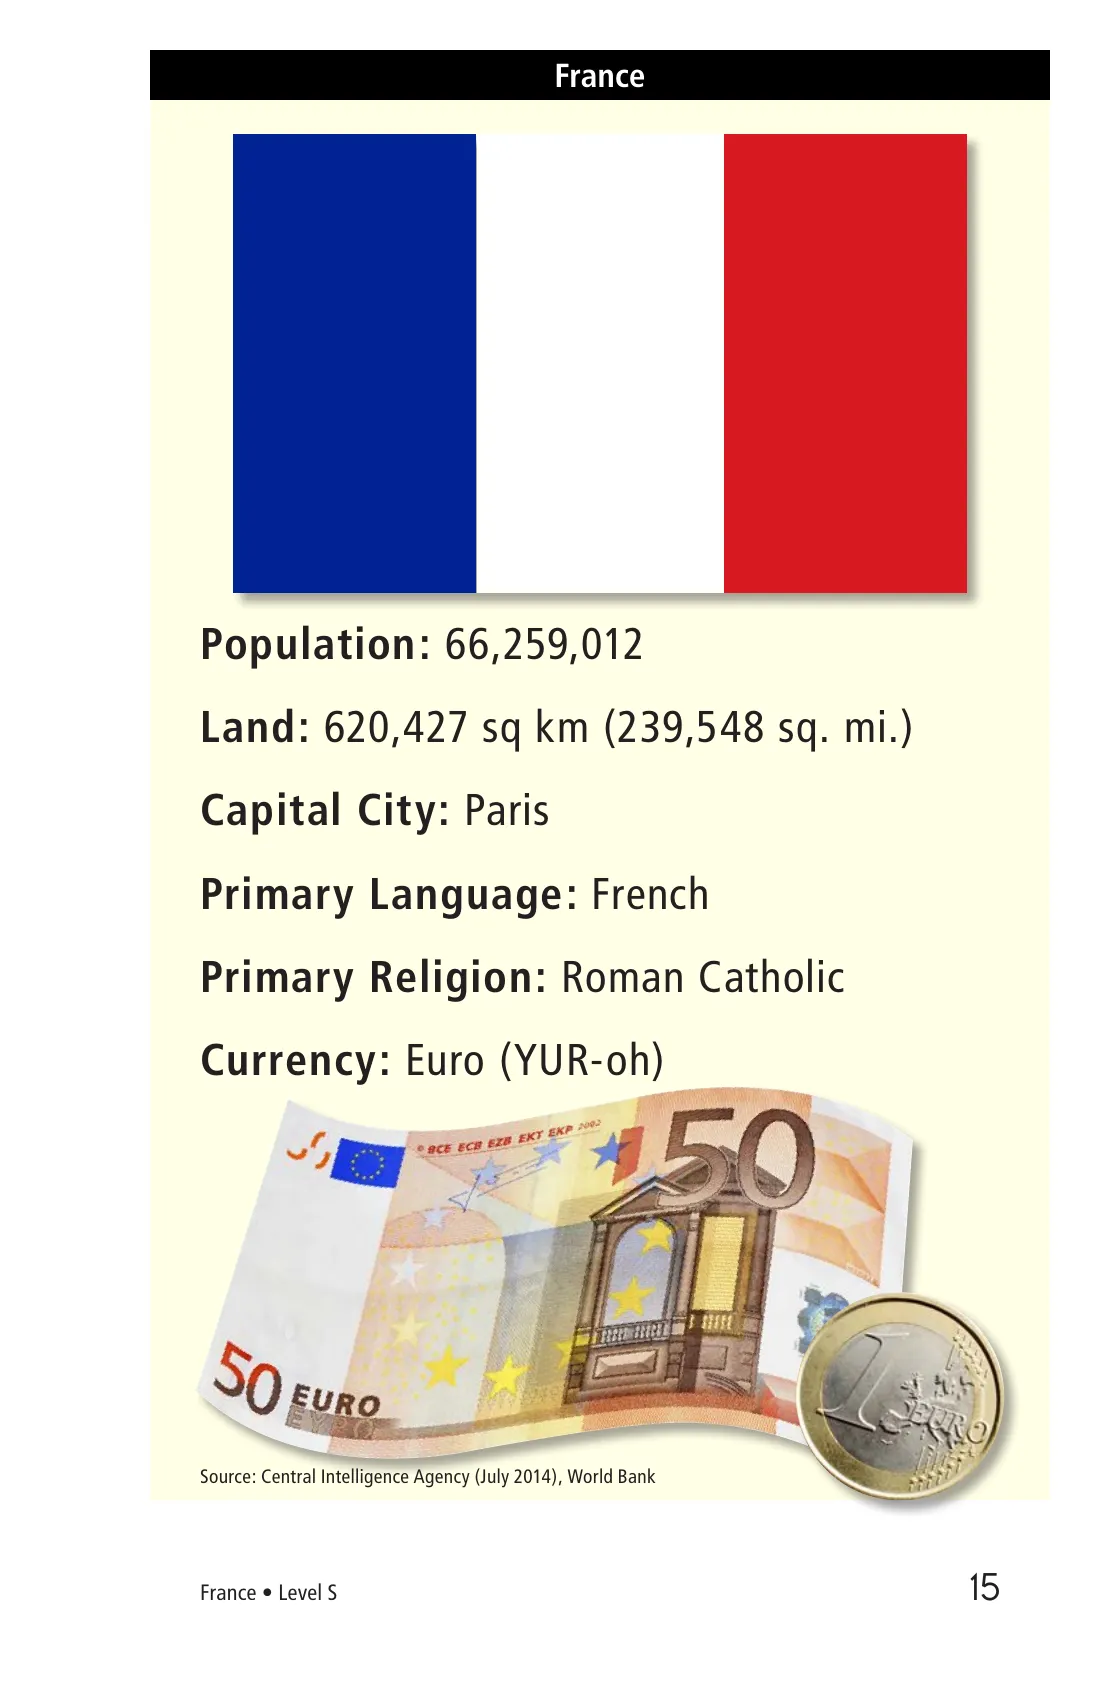 France
Population: 66,259,012
Land: 620,427 sq km (239,548 sq. mi.)
Capital City: Paris
Primary Language: French
Primary Religion: Roman Catholic
Currency: Euro (YUR-oh)
© BCE ECB EZB EKT EKP 2002
50
50 EURO
ΕΥΡΩ
1
EURO
Source: Central Intelligence Agency (July 2014), World Bank
France • Level S
15